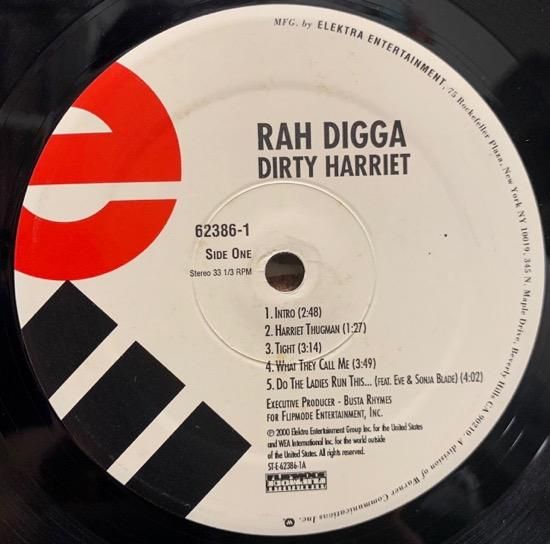 MFG. by ELEKTRA ENTERTAINMENT, 75 Rockefeller Plaza, New York NY 10019, 345 N. Maple Drive, Beverly Hills CA 90210. A division of Warner Communications Inc.
e
RAH DIGGA
DIRTY HARRIET
62386-1
SIDE ONE
Stereo 33 1/3 RPM
1. INTRO (2:48)
2. HARRIET THUGMAN (1:27)
3. TIGHT (3:14)
4. WHAT THEY CALL ME (3:49)
5. DO THE LADIES RUN THIS... (FEAT. EVE & SONJA BLADE) (4:02)
EXECUTIVE PRODUCER - BUSTA RHYMES
FOR FLIPMODE ENTERTAINMENT, INC.
℗ 2000 Elektra Entertainment Group Inc. for the United States
and WEA International Inc. for the world outside
of the United States. All rights reserved.
ST-E-62386-1A